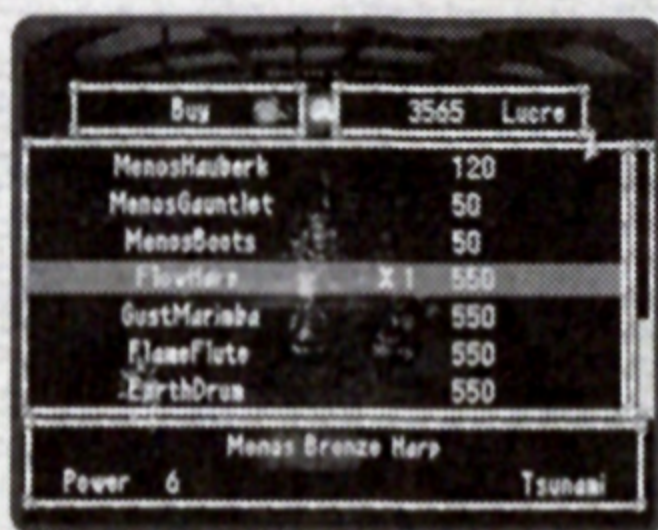 Buy 3565 Lucre
MenosHauberk 120
MenosGauntlet 50
MenosBoots 50
FlowHarp X 1 550
GustMarimba 550
FlameFlute 550
EarthDrum 550
Menas Bronze Harp
Power 6 Tsunami